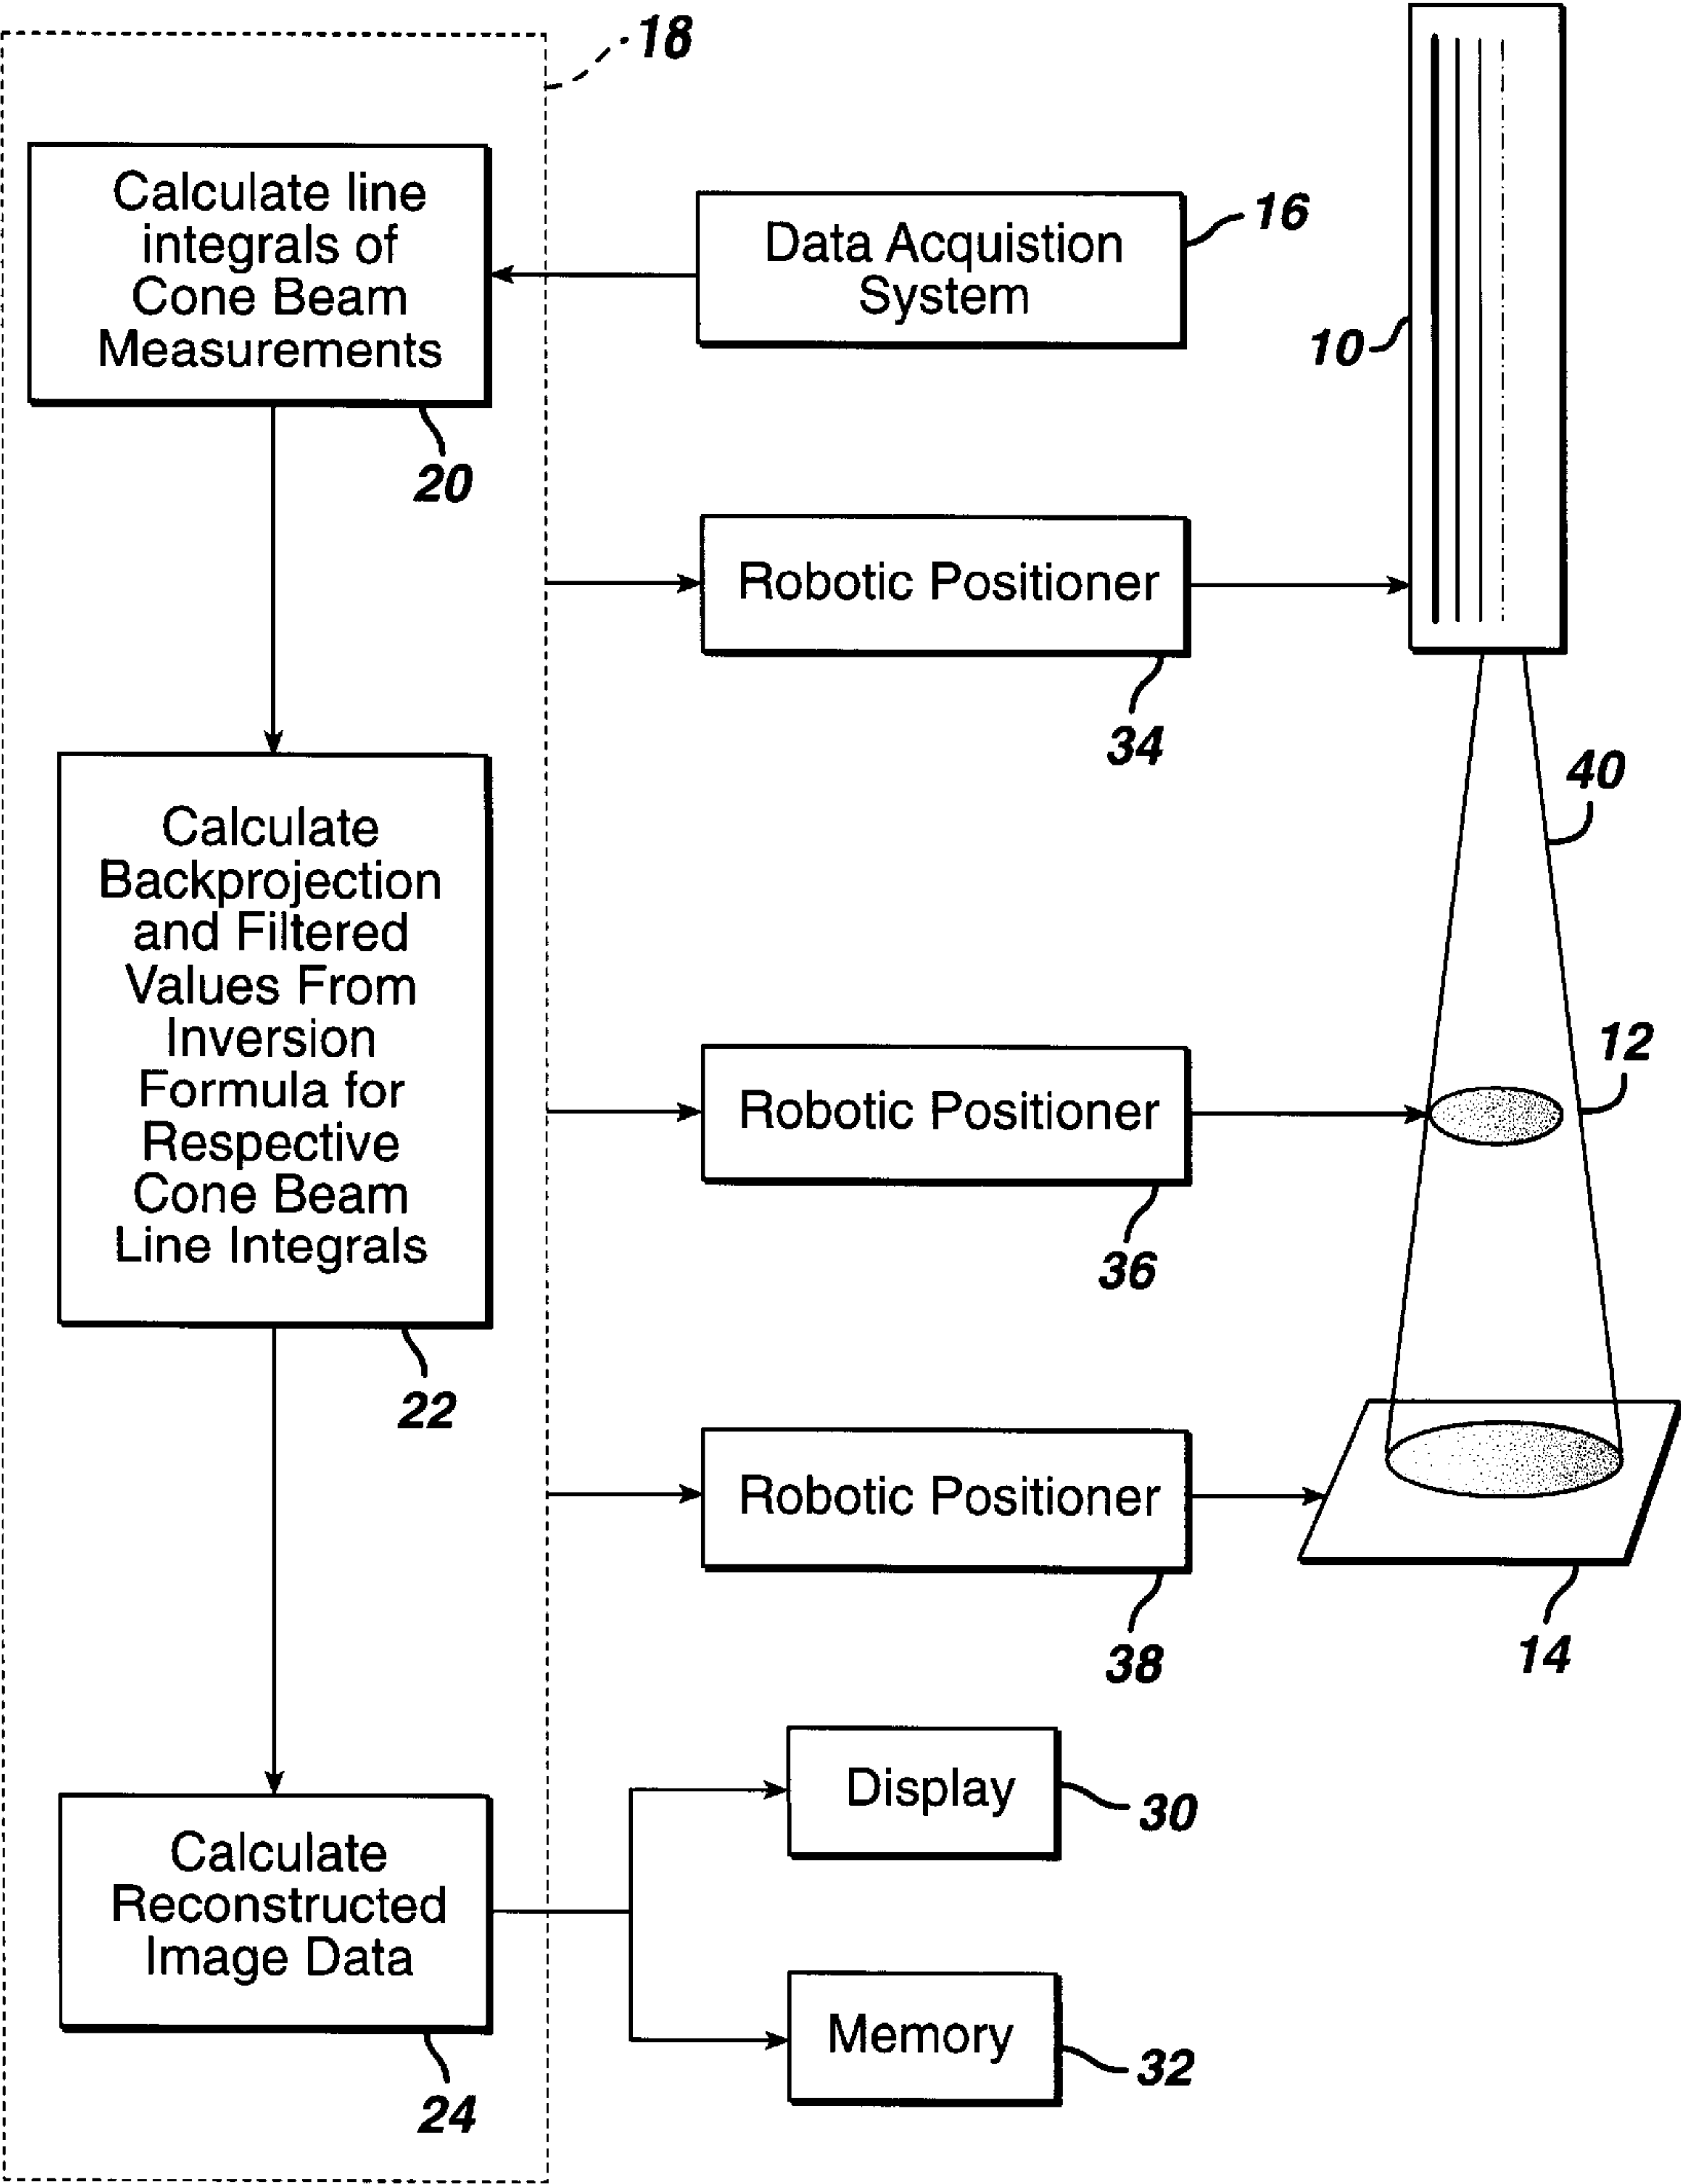 18
Calculate line
integrals of
Cone Beam
Measurements
20
Data Acquistion
System
16
10
Robotic Positioner
34
40
Calculate
Backprojection
and Filtered
Values From
Inversion
Formula for
Respective
Cone Beam
Line Integrals
22
Robotic Positioner
36
12
Robotic Positioner
38
14
Calculate
Reconstructed
Image Data
24
Display
30
Memory
32